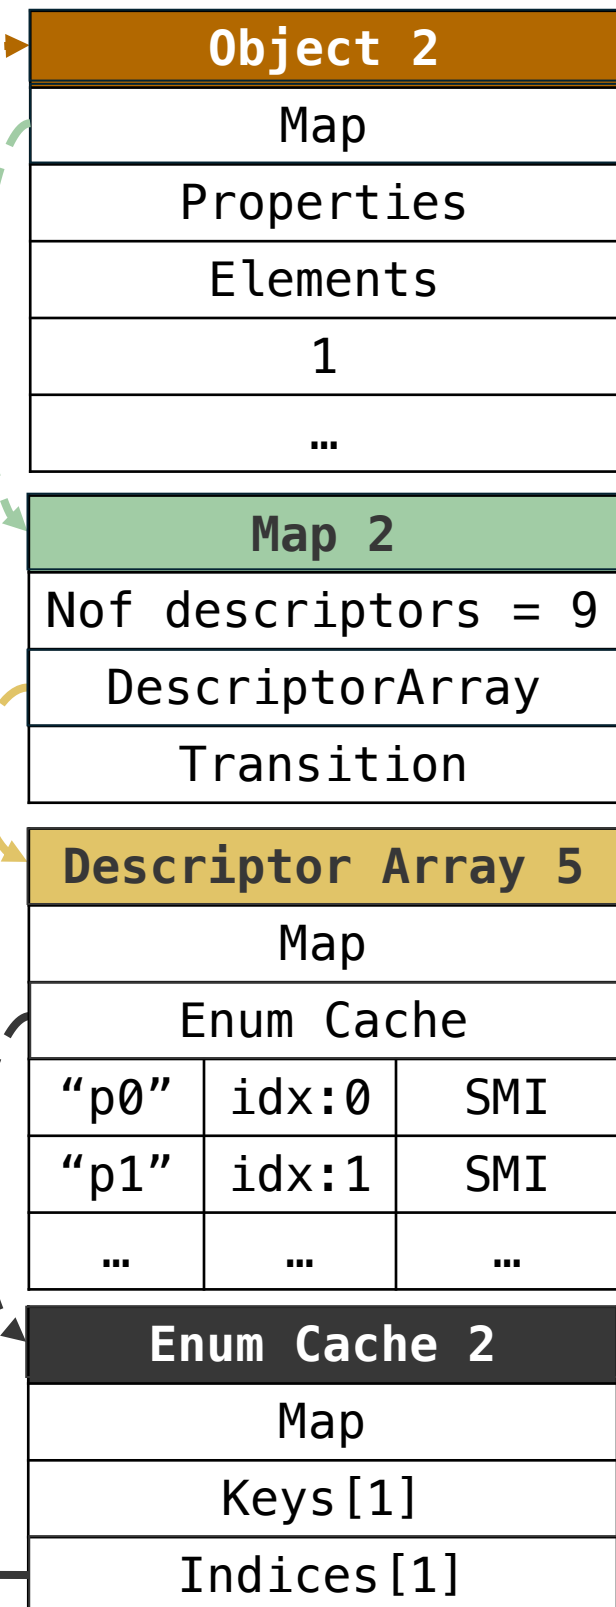 Object 2
Map
Properties
Elements
1
…
Map 2
Nof descriptors = 9
DescriptorArray
Transition
Descriptor Array 5
Map
Enum Cache
“p0” idx:0 SMI
“p1” idx:1 SMI
… … …
Enum Cache 2
Map
Keys[1]
Indices[1]